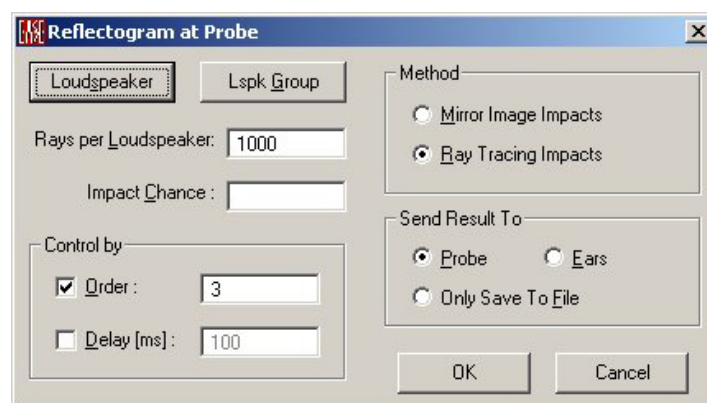 Reflectogram at Probe
Loudspeaker Lspk Group
Rays per Loudspeaker: 1000
Impact Chance :
Control by
Order : 3
Delay [ms] : 100
Method
Mirror Image Impacts
Ray Tracing Impacts
Send Result To
Probe Ears
Only Save To File
OK Cancel